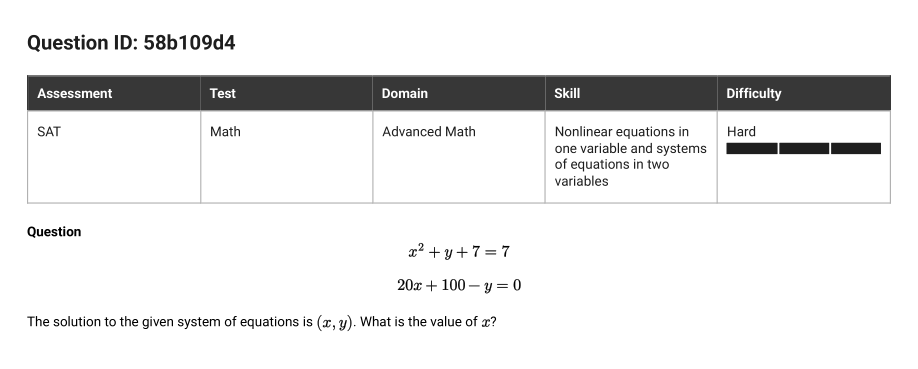 Question ID: 58b109d4
Assessment Test Domain Skill Difficulty
SAT Math Advanced Math Nonlinear equations in one variable and systems of equations in two variables Hard
Question
x² + y + 7 = 7
20x + 100 − y = 0
The solution to the given system of equations is (x, y). What is the value of x?